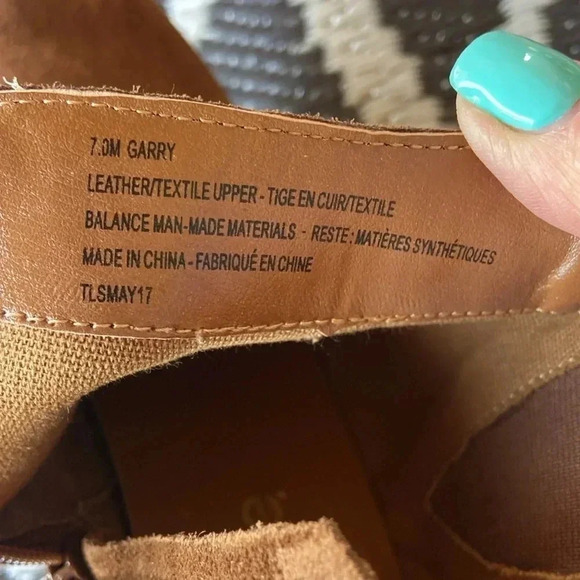 7.0M GARRY
LEATHER/TEXTILE UPPER - TIGE EN CUIR/TEXTILE
BALANCE MAN-MADE MATERIALS - RESTE : MATIÈRES SYNTHÉTIQUES
MADE IN CHINA - FABRIQUÉ EN CHINE
TLSMAY17